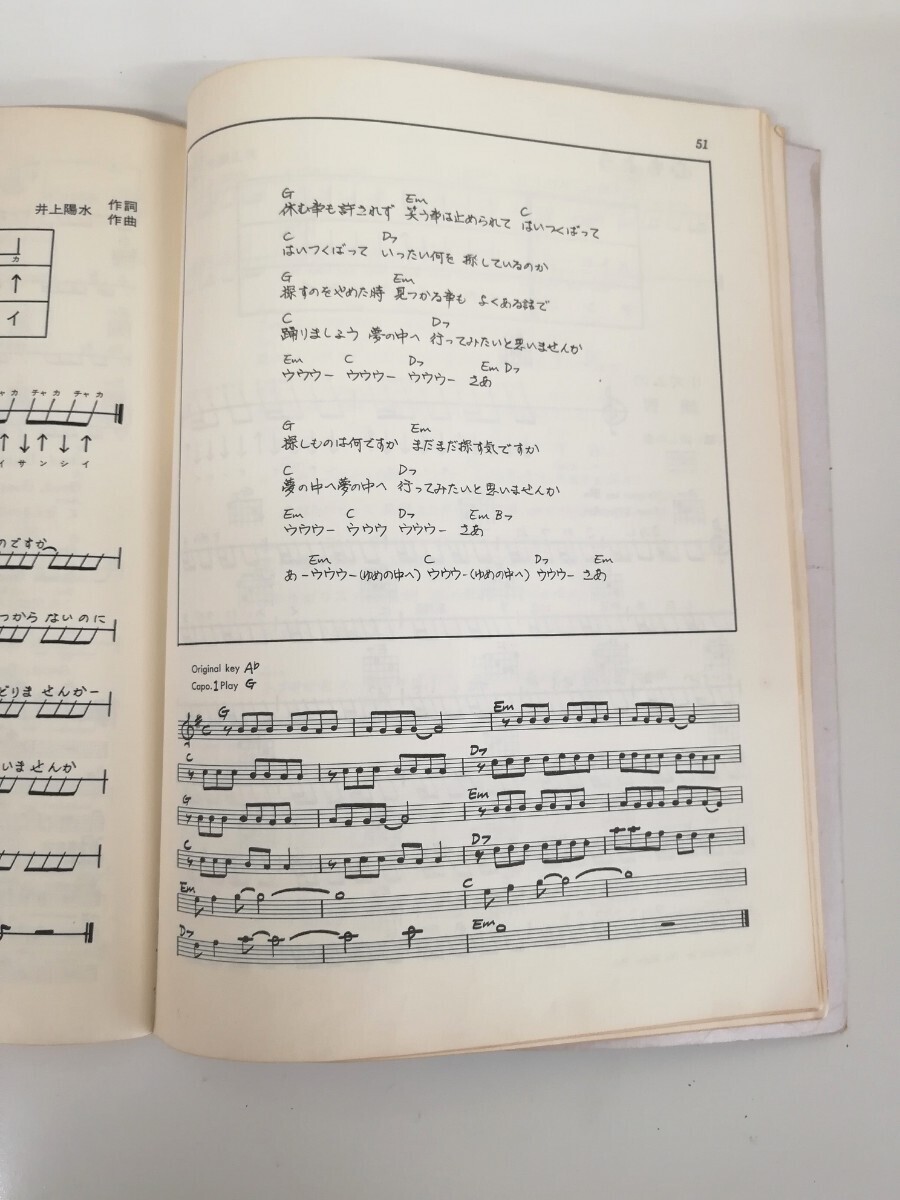 井上陽水 作詞
作曲
カ
↑
イ
チャ カ チャ カ
↑ ↓ ↑ ↓ ↑
イ サ ン シ イ
のですか
つから ないのに
どりま せんかー
いませんか
51
G Em C
休む事も許されず 笑う事は止められて はいつくばって
C D7
はいつくばって いったい何を 探しているのか
G Em
探すのをやめた時 見つかる事も よくある話で
C D7
踊りましょう 夢の中へ 行ってみたいと思いませんか
Em C D7 Em D7
ウウウー ウウウー ウウウー さあ
G Em
探しものは何ですか まだまだ探す気ですか
C D7
夢の中へ夢の中へ 行ってみたいと思いませんか
Em C D7 Em B7
ウウウー ウウウ ウウウー さあ
Em C D7 Em
あーウウウー(ゆめの中へ) ウウウー(ゆめの中へ) ウウウー さあ
Original key A♭
Capo.1 Play G
G Em
C D7
G Em
C D7
Em C
D7 Em